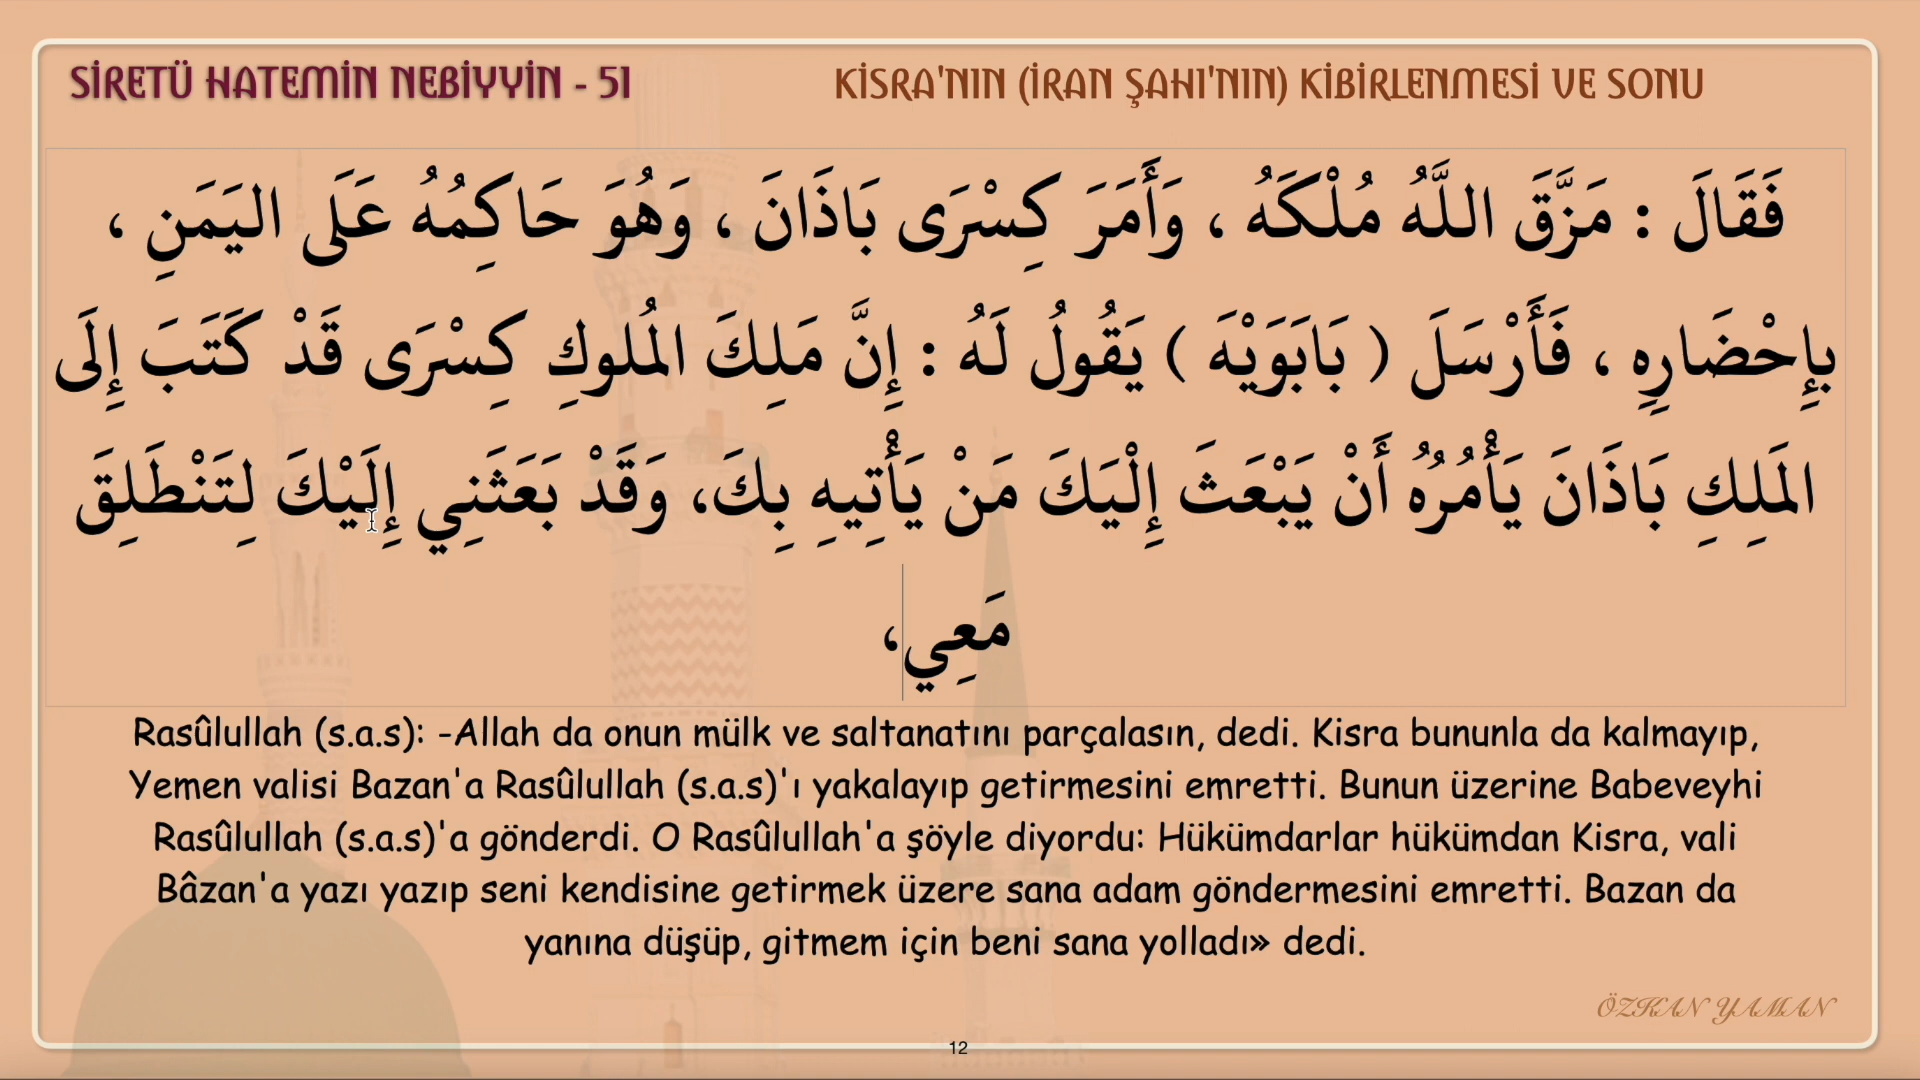 SİRETÜ HATEMİN NEBİYYİN - 51
KİSRA'NIN (İRAN ŞAHI'NIN) KİBİRLENMESİ VE SONU
فَقَالَ : مَزَّقَ اللَّهُ مُلْكَهُ ، وَأَمَرَ كِسْرَى بَاذَانَ ، وَهُوَ حَاكِمُهُ عَلَى اليَمَنِ ،
بِإِحْضَارِهِ ، فَأَرْسَلَ ( بَابَوَيْهَ ) يَقُولُ لَهُ : إِنَّ مَلِكَ المُلوكِ كِسْرَى قَدْ كَتَبَ إِلَى
المَلِكِ بَاذَانَ يَأْمُرُهُ أَنْ يَبْعَثَ إِلْيَكَ مَنْ يَأْتِيهِ بِكَ، وَقَدْ بَعَثَنِي إِلَيْكَ لِتَنْطَلِقَ
مَعِي،
Rasûlullah (s.a.s): -Allah da onun mülk ve saltanatını parçalasın, dedi. Kisra bununla da kalmayıp,
Yemen valisi Bazan'a Rasûlullah (s.a.s)'ı yakalayıp getirmesini emretti. Bunun üzerine Babeveyhi
Rasûlullah (s.a.s)'a gönderdi. O Rasûlullah'a şöyle diyordu: Hükümdarlar hükümdan Kisra, vali
Bâzan'a yazı yazıp seni kendisine getirmek üzere sana adam göndermesini emretti. Bazan da
yanına düşüp, gitmem için beni sana yolladı» dedi.
ÖZKAN YAMAN
12